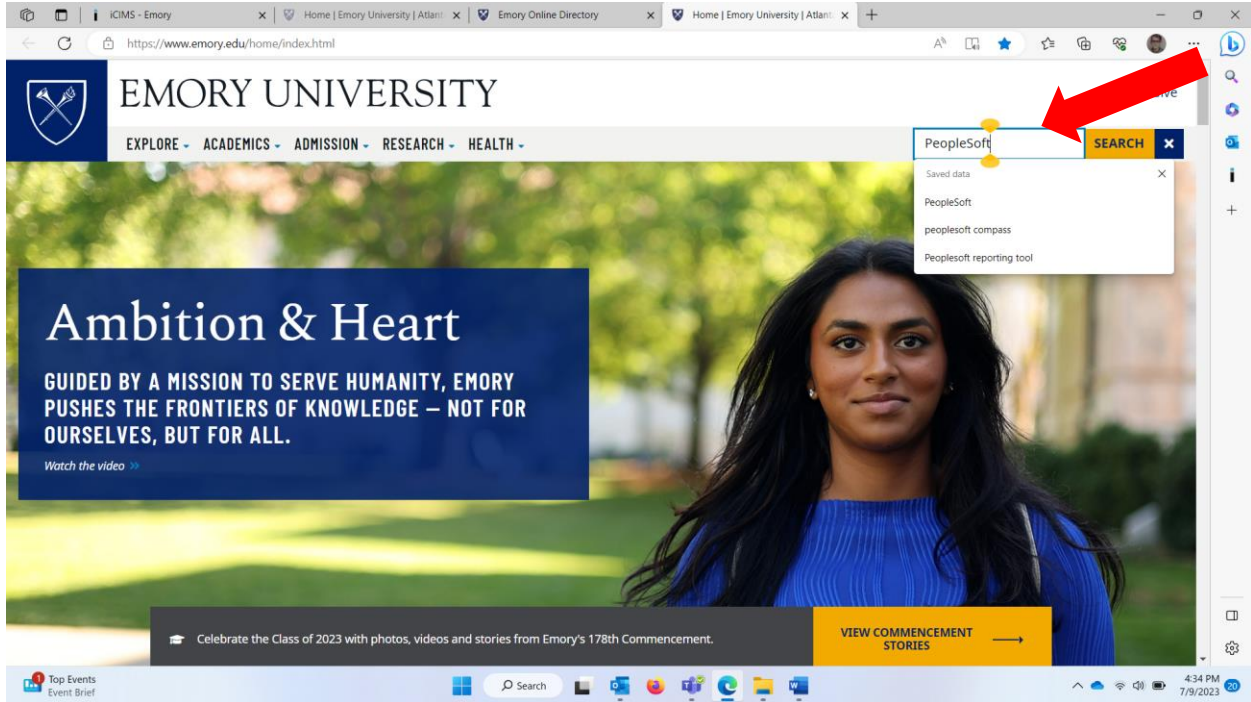 iCIMS - Emory
Home | Emory University | Atlant
Emory Online Directory
Home | Emory University | Atlant
https://www.emory.edu/home/index.html
EMORY UNIVERSITY
EXPLORE ACADEMICS ADMISSION RESEARCH HEALTH
PeopleSoft
SEARCH
Saved data
PeopleSoft
peoplesoft compass
Peoplesoft reporting tool
Ambition & Heart
GUIDED BY A MISSION TO SERVE HUMANITY, EMORY
PUSHES THE FRONTIERS OF KNOWLEDGE – NOT FOR
OURSELVES, BUT FOR ALL.
Watch the video »
Celebrate the Class of 2023 with photos, videos and stories from Emory's 178th Commencement.
VIEW COMMENCEMENT
STORIES
Top Events
Event Brief
Search
4:34 PM
7/9/2023
20